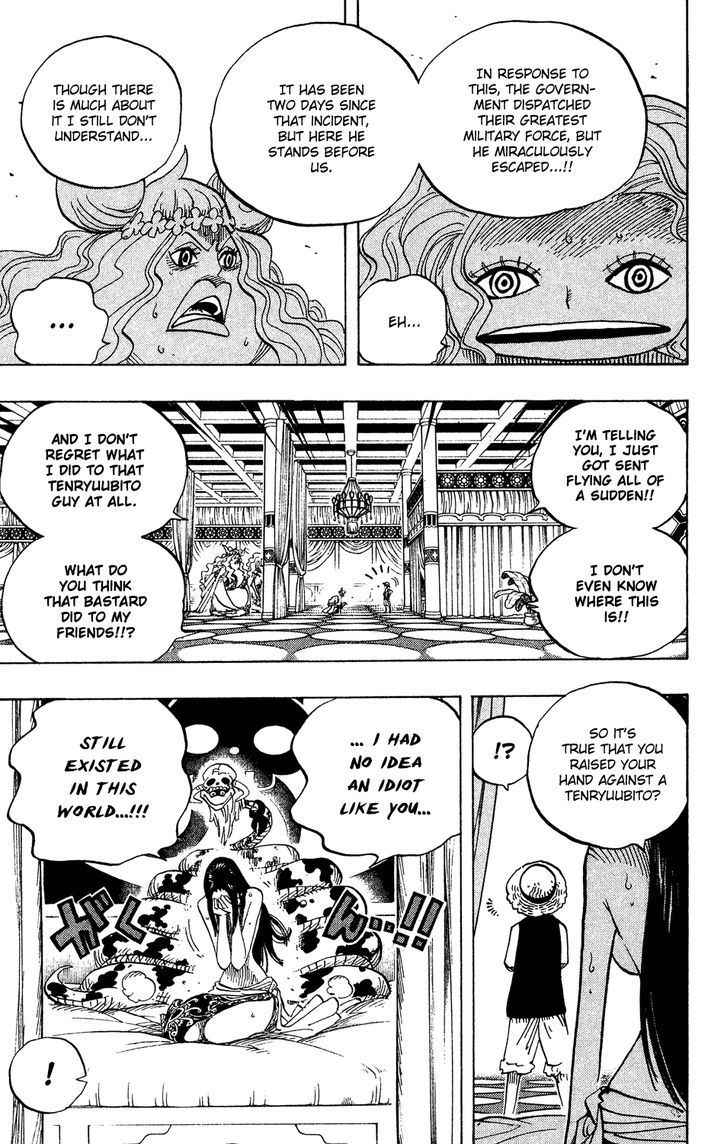 IN RESPONSE TO
THIS, THE GOVERN-
MENT DISPATCHED
THEIR GREATEST
MILITARY FORCE, BUT
HE MIRACULOUSLY
ESCAPED...!!
EH...
IT HAS BEEN
TWO DAYS SINCE
THAT INCIDENT,
BUT HERE HE
STANDS BEFORE
US.
THOUGH THERE
IS MUCH ABOUT
IT I STILL DON'T
UNDERSTAND...
...
I'M TELLING
YOU, I JUST
GOT SENT
FLYING ALL OF
A SUDDEN!!
I DON'T
EVEN KNOW
WHERE THIS
IS!!
AND I DON'T
REGRET WHAT
I DID TO THAT
TENRYUUBITO
GUY AT ALL.
WHAT DO
YOU THINK
THAT BASTARD
DID TO MY
FRIENDS!!?
SO IT'S
TRUE THAT YOU
RAISED YOUR
HAND AGAINST A
TENRYUUBITO?
!?
... I HAD
NO IDEA
AN IDIOT
LIKE YOU...
STILL
EXISTED
IN THIS
WORLD...!!!
がくん…!!
!